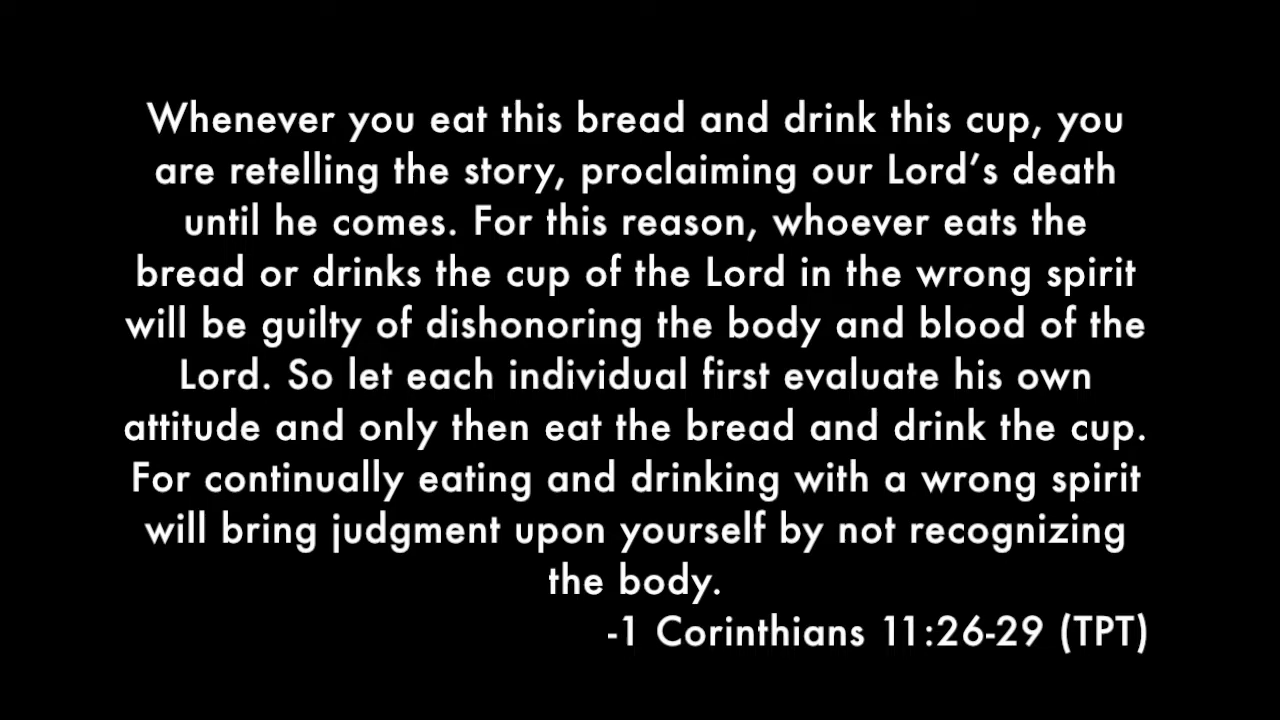 Whenever you eat this bread and drink this cup, you
are retelling the story, proclaiming our Lord’s death
until he comes. For this reason, whoever eats the
bread or drinks the cup of the Lord in the wrong spirit
will be guilty of dishonoring the body and blood of the
Lord. So let each individual first evaluate his own
attitude and only then eat the bread and drink the cup.
For continually eating and drinking with a wrong spirit
will bring judgment upon yourself by not recognizing
the body.
-1 Corinthians 11:26-29 (TPT)